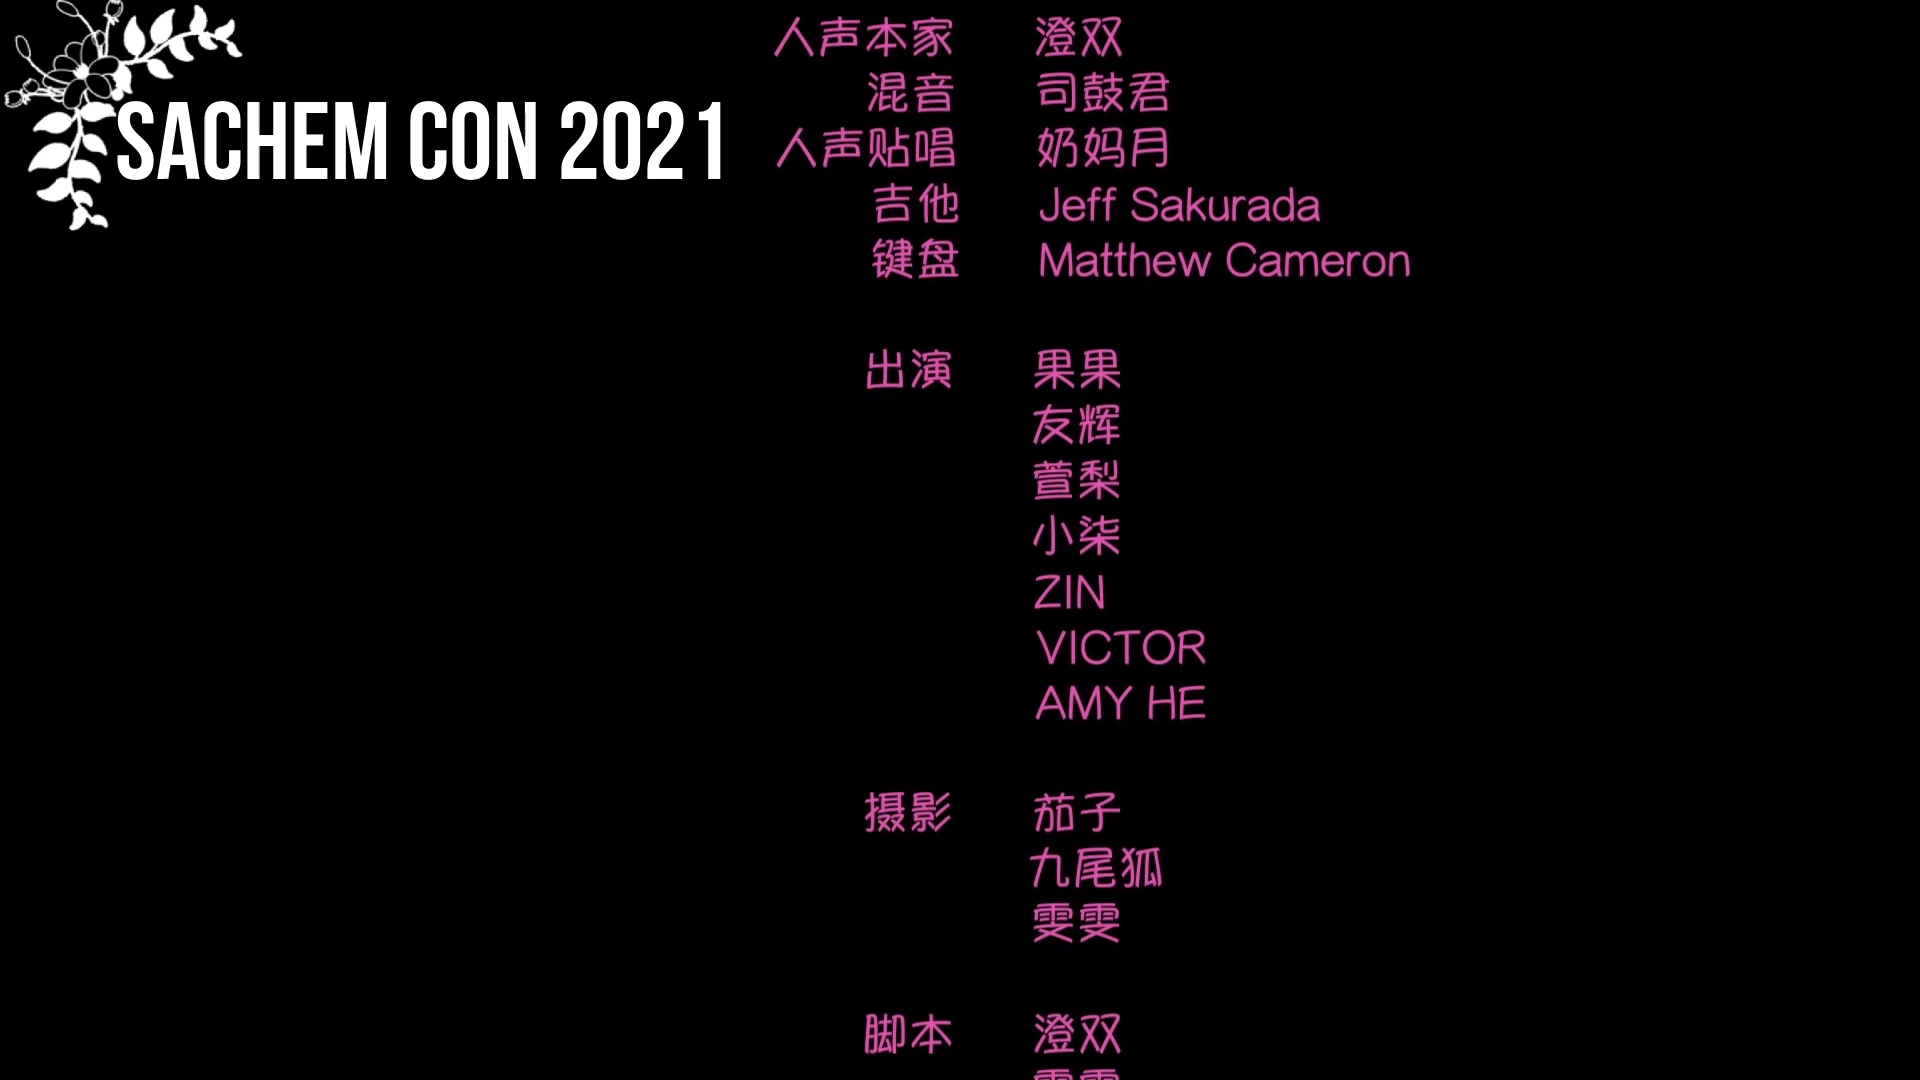 SACHEM CON 2021
人声本家 澄双
混音 司鼓君
人声贴唱 奶妈月
吉他 Jeff Sakurada
键盘 Matthew Cameron
出演 果果
友辉
萱梨
小柒
ZIN
VICTOR
AMY HE
摄影 茄子
九尾狐
雯雯
脚本 澄双